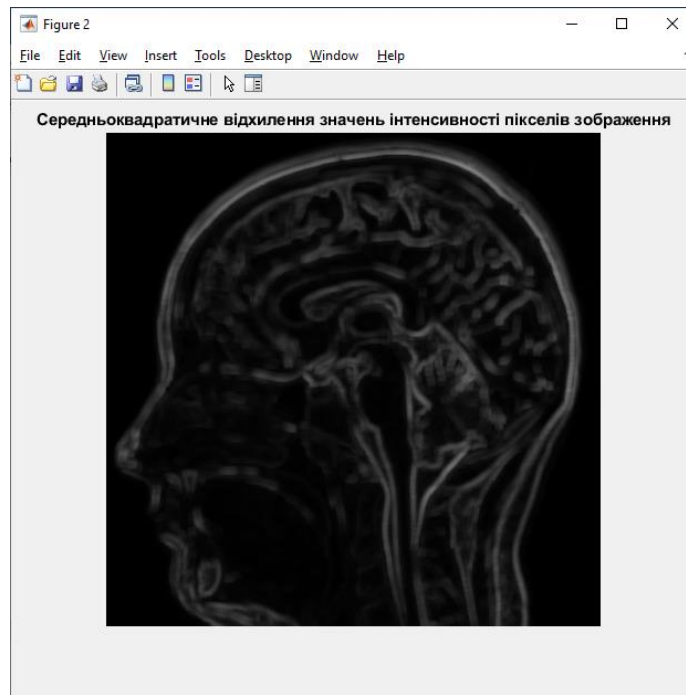 Figure 2
File Edit View Insert Tools Desktop Window Help
Середньоквадратичне відхилення значень інтенсивності пікселів зображення